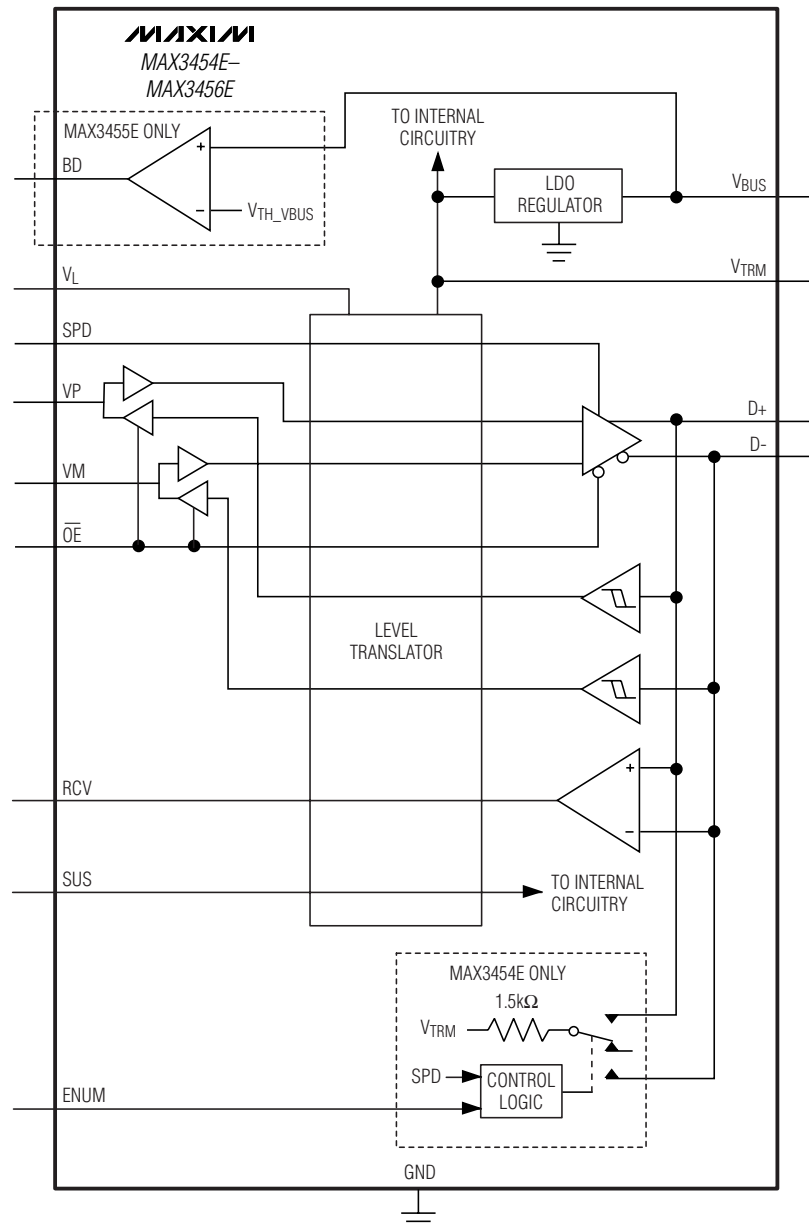 MAXIM
MAX3454E–
MAX3456E
TO INTERNAL
CIRCUITRY
MAX3455E ONLY
BD
+
−
VTH_VBUS
LDO
REGULATOR
VBUS
VL
VTRM
SPD
VP
D+
D-
VM
OE
LEVEL
TRANSLATOR
RCV
+
−
SUS
TO INTERNAL
CIRCUITRY
MAX3454E ONLY
1.5kΩ
VTRM
SPD
CONTROL
LOGIC
ENUM
GND